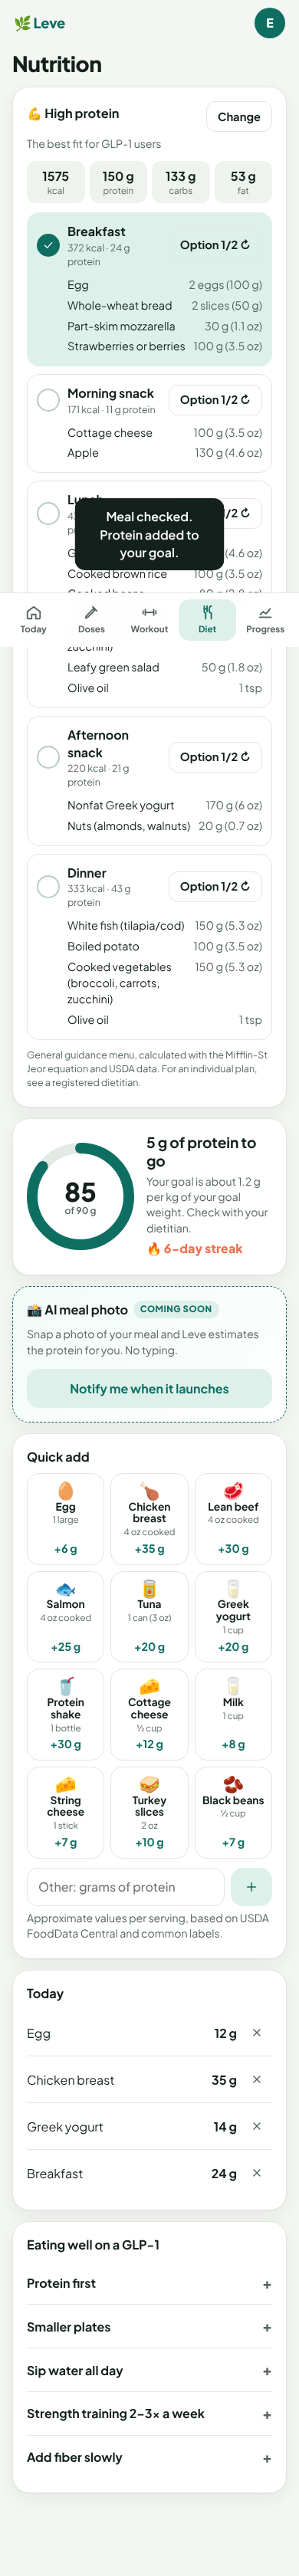 🌿 Leve
E
Nutrition
💪 High protein
Change
The best fit for GLP-1 users
1575
kcal
150 g
protein
133 g
carbs
53 g
fat
Breakfast
372 kcal · 24 g
protein
Option 1/2 ↻
Egg 2 eggs (100 g)
Whole-wheat bread 2 slices (50 g)
Part-skim mozzarella 30 g (1.1 oz)
Strawberries or berries 100 g (3.5 oz)
Morning snack
171 kcal · 11 g protein
Option 1/2 ↻
Cottage cheese 100 g (3.5 oz)
Apple 130 g (4.6 oz)
Meal checked.
Protein added to
your goal.
/2 ↻
(4.6 oz)
Cooked brown rice 100 g (3.5 oz)
Today
Doses
Workout
Diet
Progress
zucchini)
Leafy green salad 50 g (1.8 oz)
Olive oil 1 tsp
Afternoon
snack
220 kcal · 21 g
protein
Option 1/2 ↻
Nonfat Greek yogurt 170 g (6 oz)
Nuts (almonds, walnuts) 20 g (0.7 oz)
Dinner
333 kcal · 43 g
protein
Option 1/2 ↻
White fish (tilapia/cod) 150 g (5.3 oz)
Boiled potato 100 g (3.5 oz)
Cooked vegetables 150 g (5.3 oz)
(broccoli, carrots,
zucchini)
Olive oil 1 tsp
General guidance menu, calculated with the Mifflin-St
Jeor equation and USDA data. For an individual plan,
see a registered dietitian.
85
of 90 g
5 g of protein to
go
Your goal is about 1.2 g
per kg of your goal
weight. Check with your
dietitian.
🔥 6-day streak
📸 AI meal photo COMING SOON
Snap a photo of your meal and Leve estimates
the protein for you. No typing.
Notify me when it launches
Quick add
Egg
1 large
+6 g
Chicken
breast
4 oz cooked
+35 g
Lean beef
4 oz cooked
+30 g
Salmon
4 oz cooked
+25 g
Tuna
1 can (3 oz)
+20 g
Greek
yogurt
1 cup
+20 g
Protein
shake
1 bottle
+30 g
Cottage
cheese
½ cup
+12 g
Milk
1 cup
+8 g
String
cheese
1 stick
+7 g
Turkey
slices
2 oz
+10 g
Black beans
½ cup
+7 g
Other: grams of protein
+
Approximate values per serving, based on USDA
FoodData Central and common labels.
Today
Egg 12 g ×
Chicken breast 35 g ×
Greek yogurt 14 g ×
Breakfast 24 g ×
Eating well on a GLP-1
Protein first +
Smaller plates +
Sip water all day +
Strength training 2–3× a week +
Add fiber slowly +